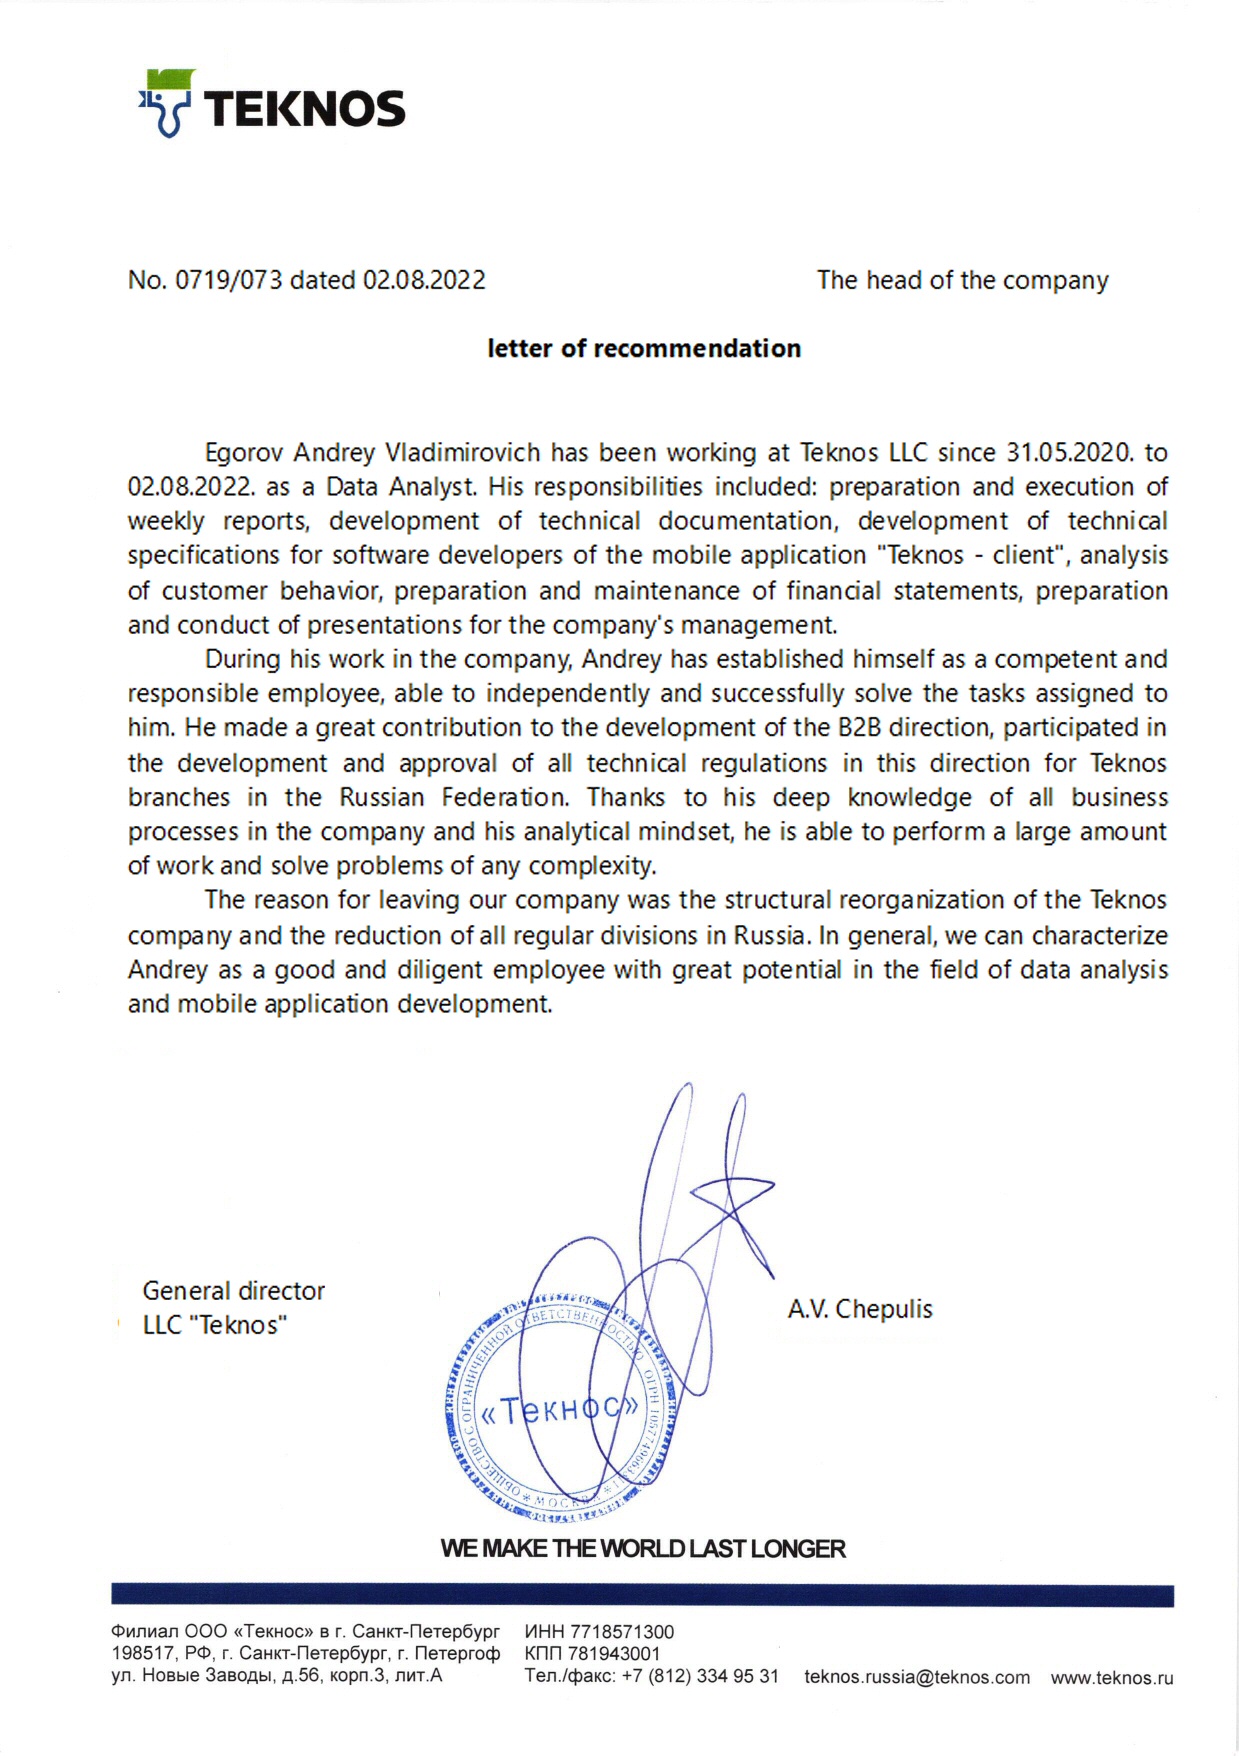 TEKNOS
No. 0719/073 dated 02.08.2022 The head of the company
letter of recommendation
Egorov Andrey Vladimirovich has been working at Teknos LLC since 31.05.2020. to
02.08.2022. as a Data Analyst. His responsibilities included: preparation and execution of
weekly reports, development of technical documentation, development of technical
specifications for software developers of the mobile application "Teknos - client", analysis
of customer behavior, preparation and maintenance of financial statements, preparation
and conduct of presentations for the company's management.
During his work in the company, Andrey has established himself as a competent and
responsible employee, able to independently and successfully solve the tasks assigned to
him. He made a great contribution to the development of the B2B direction, participated in
the development and approval of all technical regulations in this direction for Teknos
branches in the Russian Federation. Thanks to his deep knowledge of all business
processes in the company and his analytical mindset, he is able to perform a large amount
of work and solve problems of any complexity.
The reason for leaving our company was the structural reorganization of the Teknos
company and the reduction of all regular divisions in Russia. In general, we can characterize
Andrey as a good and diligent employee with great potential in the field of data analysis
and mobile application development.
General director
LLC "Teknos"
A.V. Chepulis
ОБЩЕСТВО С ОГРАНИЧЕННОЙ ОТВЕТСТВЕННОСТЬЮ ОГРН
«Текнос»
МОСКВА
WE MAKE THE WORLD LAST LONGER
Филиал ООО «Текнос» в г. Санкт-Петербург ИНН 7718571300
198517, РФ, г. Санкт-Петербург, г. Петергоф КПП 781943001
ул. Новые Заводы, д.56, корп.3, лит.А Тел./факс: +7 (812) 334 95 31 teknos.russia@teknos.com www.teknos.ru